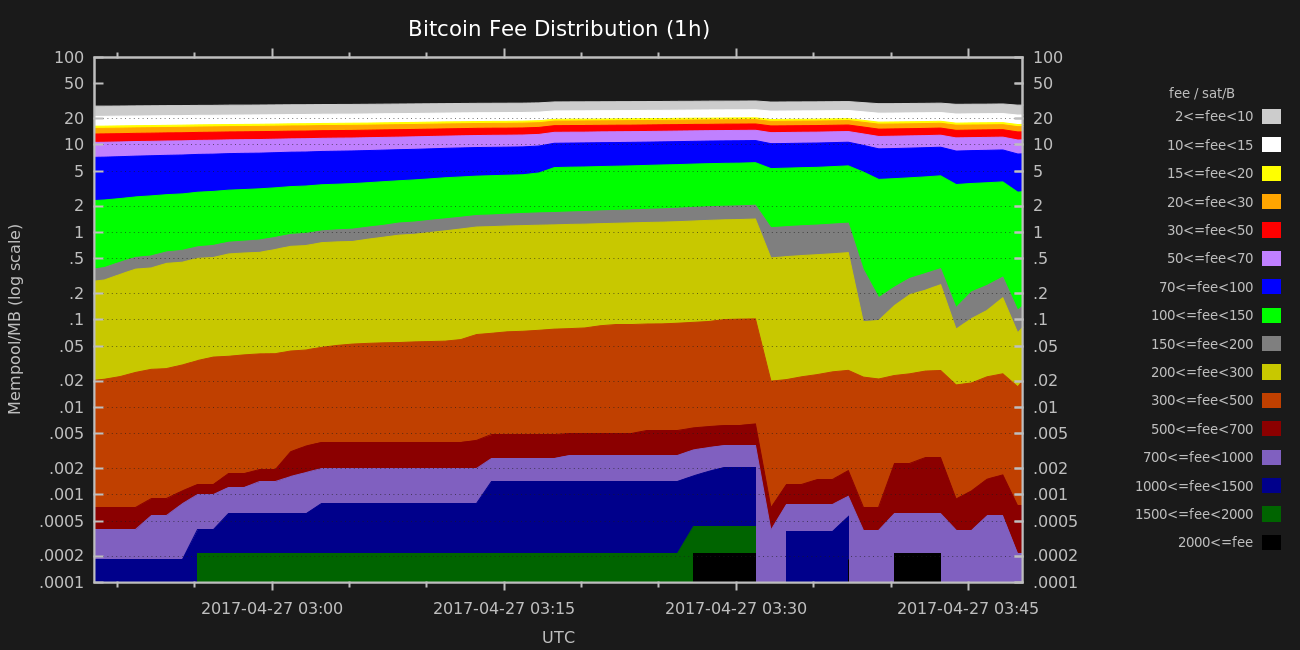 Bitcoin Fee Distribution (1h)
100 100
50 50
20 20
10 10
5 5
2 2
1 1
.5 .5
.2 .2
.1 .1
.05 .05
.02 .02
.01 .01
.005 .005
.002 .002
.001 .001
.0005 .0005
.0002 .0002
.0001 .0001
Mempool/MB (log scale)
2017-04-27 03:00 2017-04-27 03:15 2017-04-27 03:30 2017-04-27 03:45
UTC
fee / sat/B
2<=fee<10
10<=fee<15
15<=fee<20
20<=fee<30
30<=fee<50
50<=fee<70
70<=fee<100
100<=fee<150
150<=fee<200
200<=fee<300
300<=fee<500
500<=fee<700
700<=fee<1000
1000<=fee<1500
1500<=fee<2000
2000<=fee